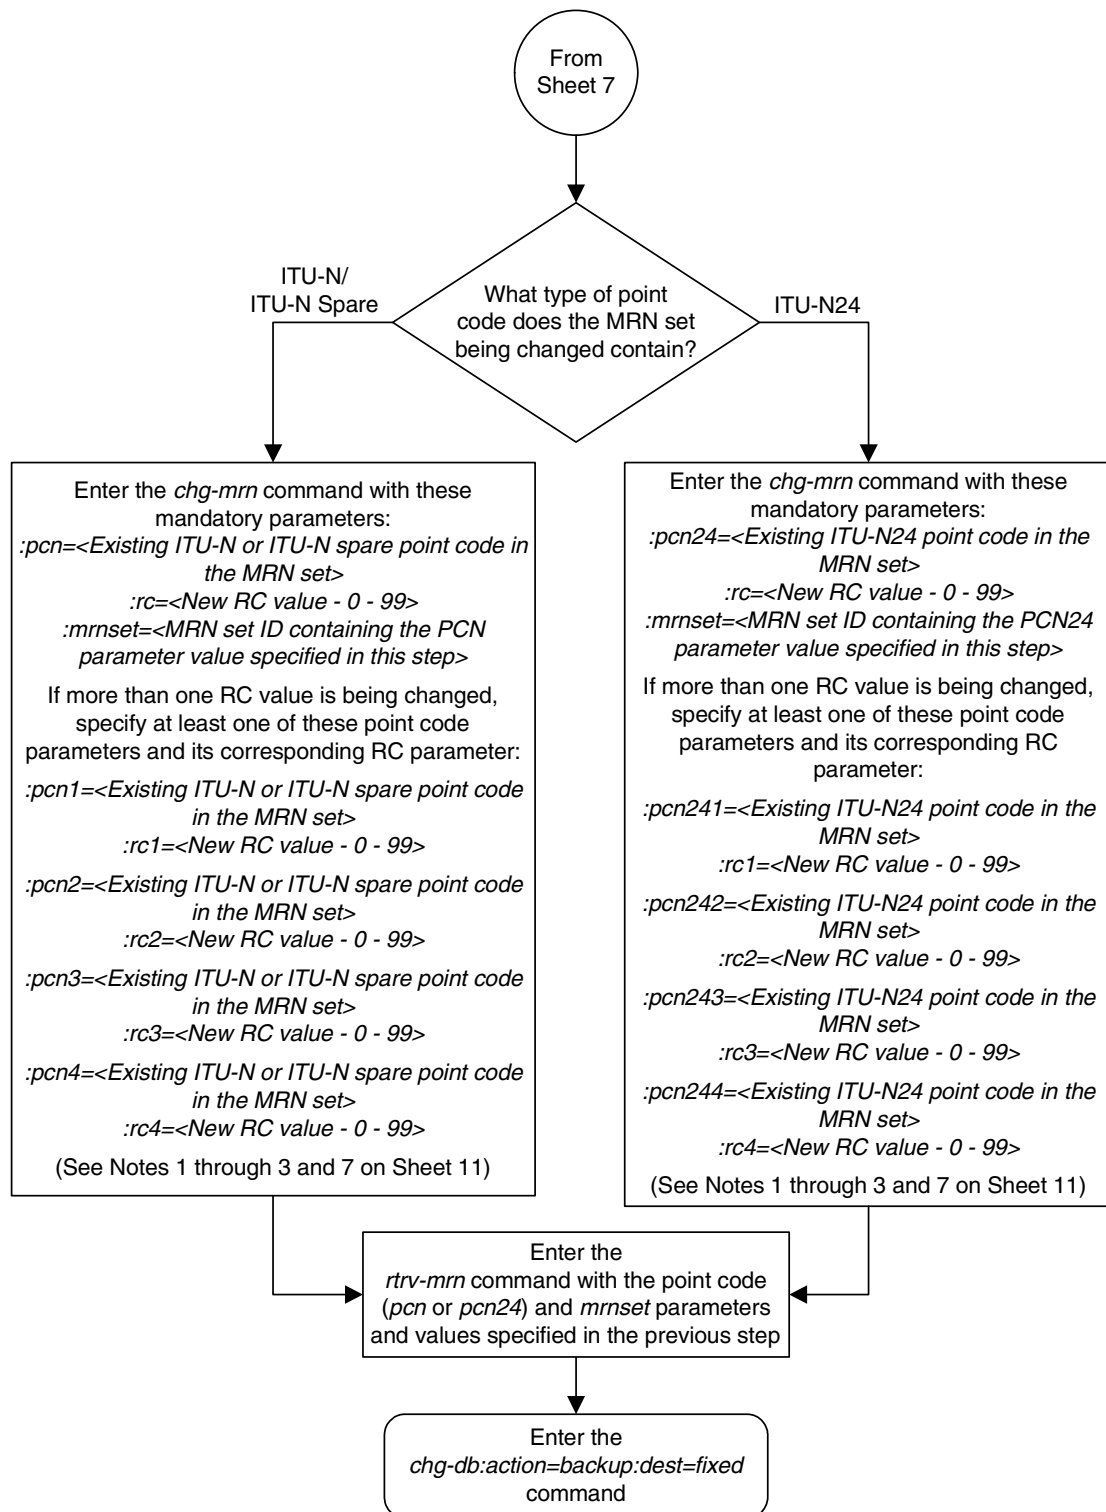 From
Sheet 7
What type of point
code does the MRN set
being changed contain?
ITU-N/
ITU-N Spare
ITU-N24
Enter the chg-mrn command with these
mandatory parameters:
:pcn=<Existing ITU-N or ITU-N spare point code in
the MRN set>
:rc=<New RC value - 0 - 99>
:mrnset=<MRN set ID containing the PCN
parameter value specified in this step>
If more than one RC value is being changed,
specify at least one of these point code
parameters and its corresponding RC parameter:
:pcn1=<Existing ITU-N or ITU-N spare point code
in the MRN set>
:rc1=<New RC value - 0 - 99>
:pcn2=<Existing ITU-N or ITU-N spare point code
in the MRN set>
:rc2=<New RC value - 0 - 99>
:pcn3=<Existing ITU-N or ITU-N spare point code
in the MRN set>
:rc3=<New RC value - 0 - 99>
:pcn4=<Existing ITU-N or ITU-N spare point code
in the MRN set>
:rc4=<New RC value - 0 - 99>
(See Notes 1 through 3 and 7 on Sheet 11)
Enter the chg-mrn command with these
mandatory parameters:
:pcn24=<Existing ITU-N24 point code in the
MRN set>
:rc=<New RC value - 0 - 99>
:mrnset=<MRN set ID containing the PCN24
parameter value specified in this step>
If more than one RC value is being changed,
specify at least one of these point code
parameters and its corresponding RC
parameter:
:pcn241=<Existing ITU-N24 point code in the
MRN set>
:rc1=<New RC value - 0 - 99>
:pcn242=<Existing ITU-N24 point code in the
MRN set>
:rc2=<New RC value - 0 - 99>
:pcn243=<Existing ITU-N24 point code in the
MRN set>
:rc3=<New RC value - 0 - 99>
:pcn244=<Existing ITU-N24 point code in the
MRN set>
:rc4=<New RC value - 0 - 99>
(See Notes 1 through 3 and 7 on Sheet 11)
Enter the
rtrv-mrn command with the point code
(pcn or pcn24) and mrnset parameters
and values specified in the previous step
Enter the
chg-db:action=backup:dest=fixed
command